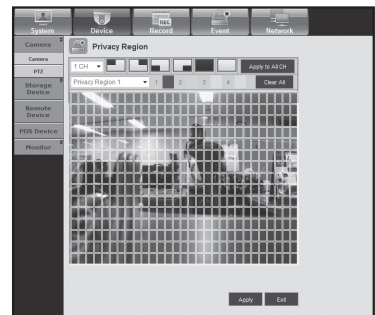 System Device Record Event Network
REC
Camera
Privacy Region
Camera
1 CH
Apply to All CH
PTZ
Privacy Region 1
1 2 3 4
Clear All
Storage
Device
Remote
Device
POS Device
Monitor
Apply Exit